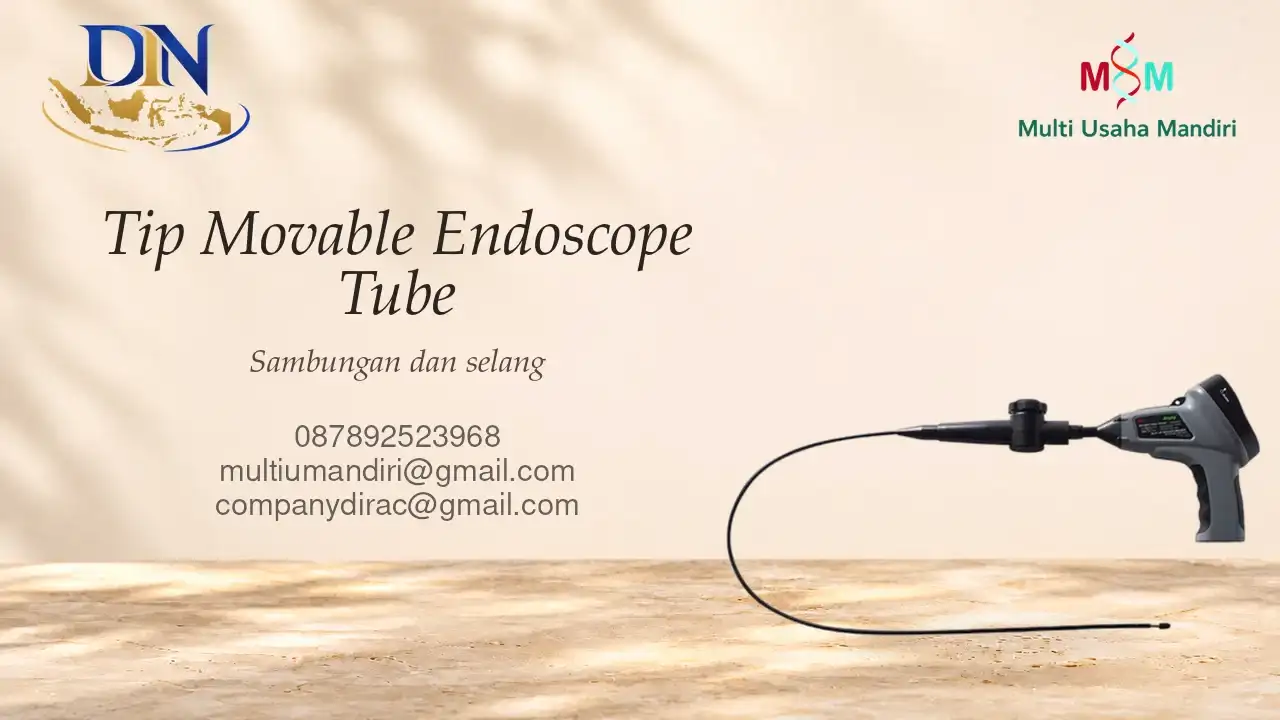 DN
MSM
Multi Usaha Mandiri
Tip Movable Endoscope
Tube
Sambungan dan selang
087892523968
multiumandiri@gmail.com
companydirac@gmail.com